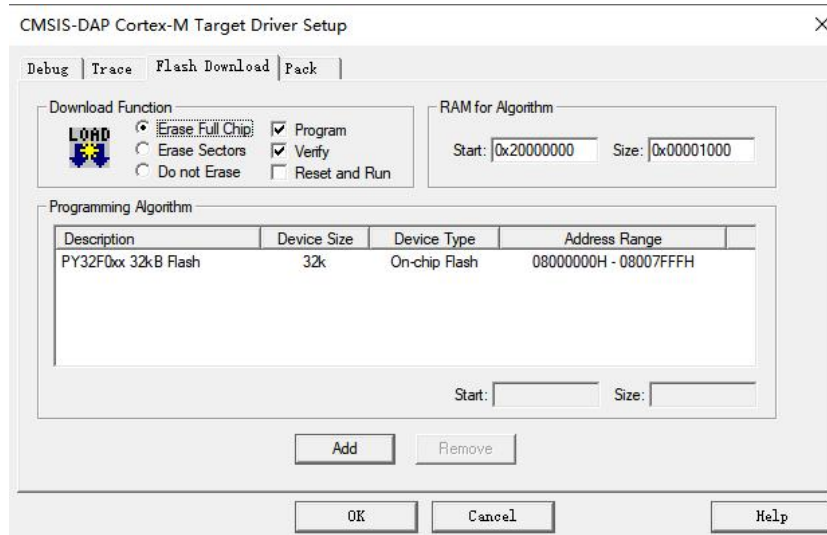 CMSIS-DAP Cortex-M Target Driver Setup
Debug Trace Flash Download Pack
Download Function
LOAD
Erase Full Chip
Erase Sectors
Do not Erase
Program
Verify
Reset and Run
RAM for Algorithm
Start: 0x20000000 Size: 0x00001000
Programming Algorithm
Description Device Size Device Type Address Range
PY32F0xx 32kB Flash 32k On-chip Flash 08000000H - 08007FFFH
Start: Size:
Add Remove
OK Cancel Help